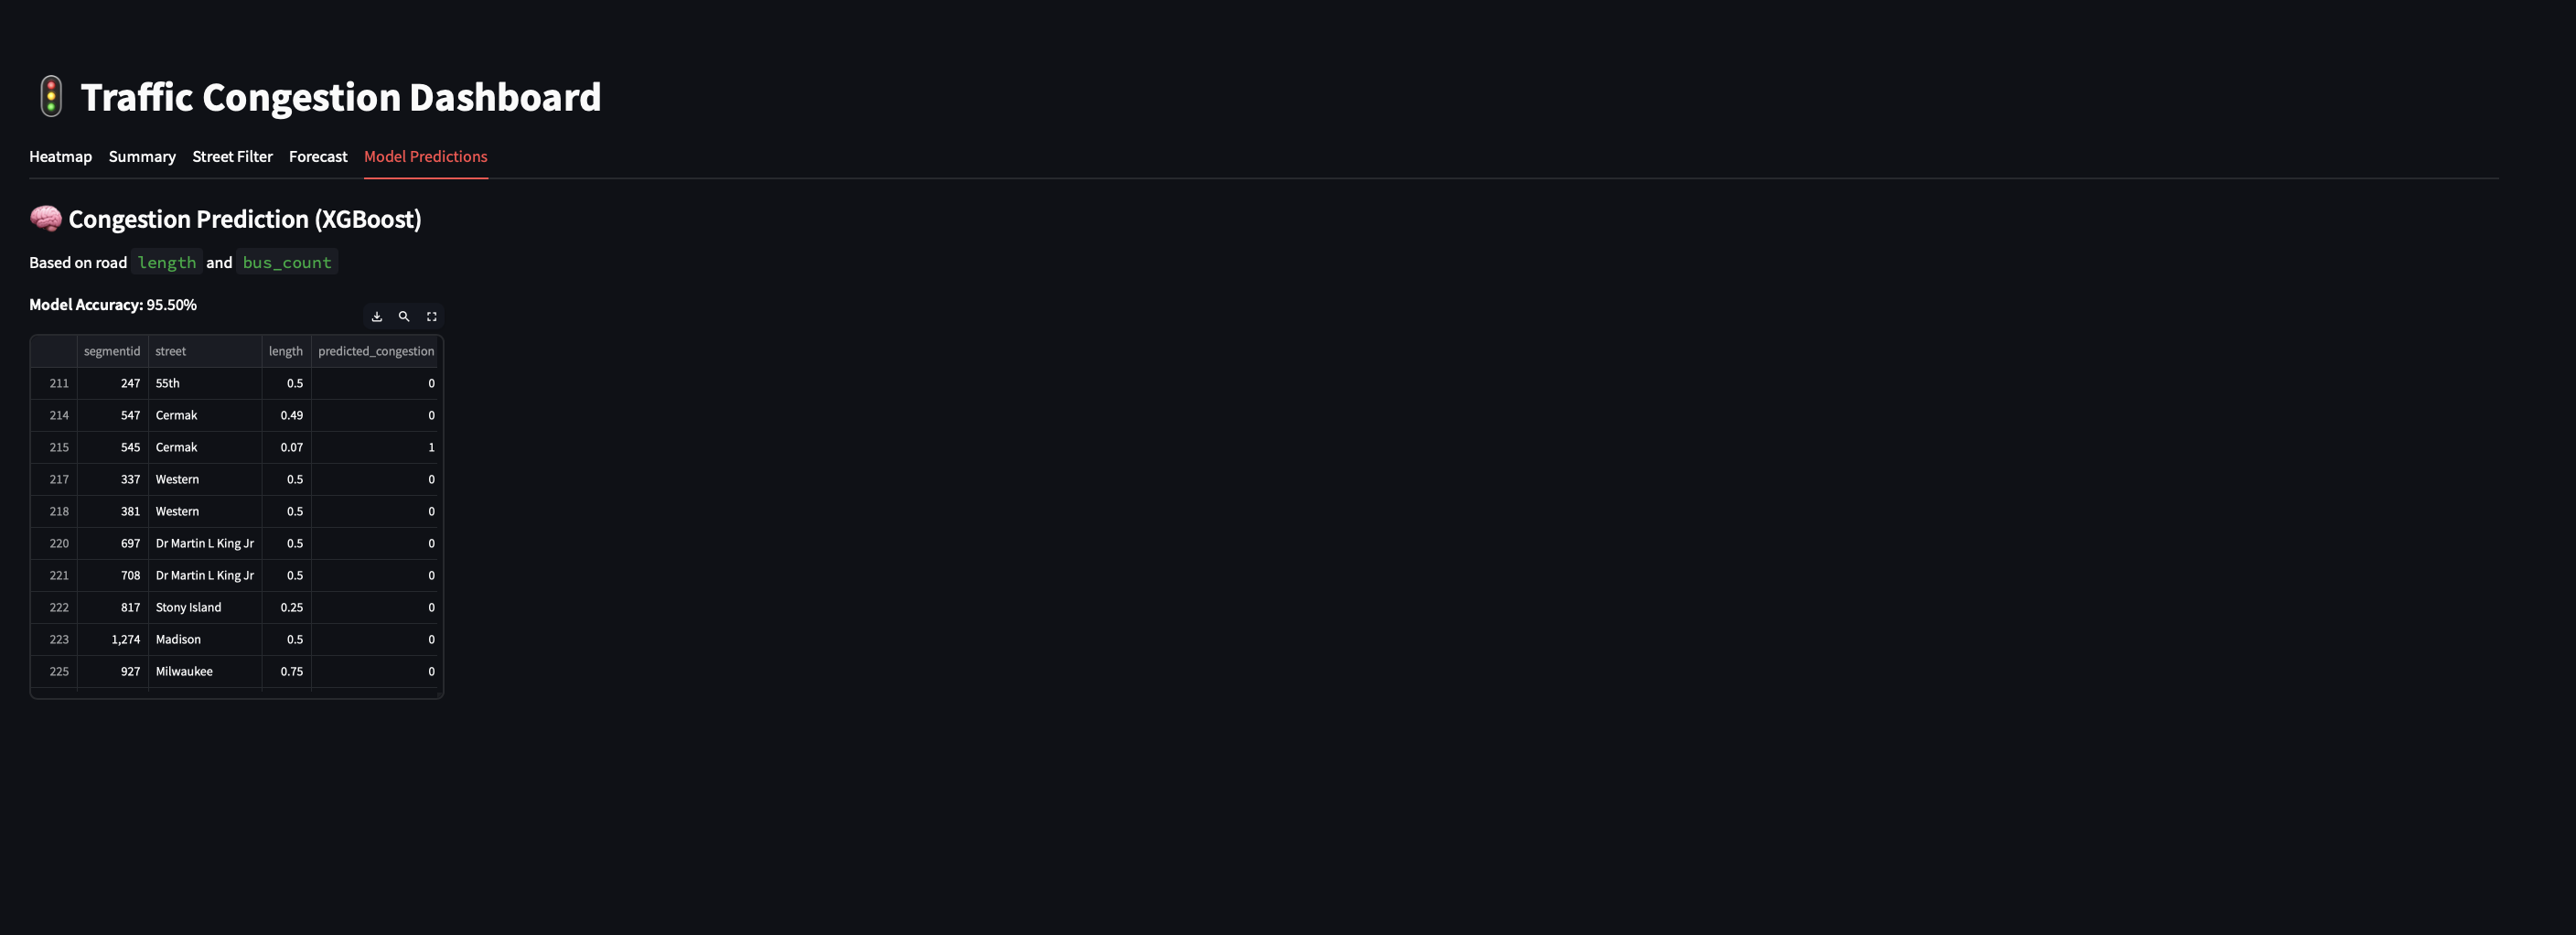 Traffic Congestion Dashboard
Heatmap Summary Street Filter Forecast Model Predictions
Congestion Prediction (XGBoost)
Based on road length and bus_count
Model Accuracy: 95.50%
segmentid street length predicted_congestion
211 247 55th 0.5 0
214 547 Cermak 0.49 0
215 545 Cermak 0.07 1
217 337 Western 0.5 0
218 381 Western 0.5 0
220 697 Dr Martin L King Jr 0.5 0
221 708 Dr Martin L King Jr 0.5 0
222 817 Stony Island 0.25 0
223 1,274 Madison 0.5 0
225 927 Milwaukee 0.75 0